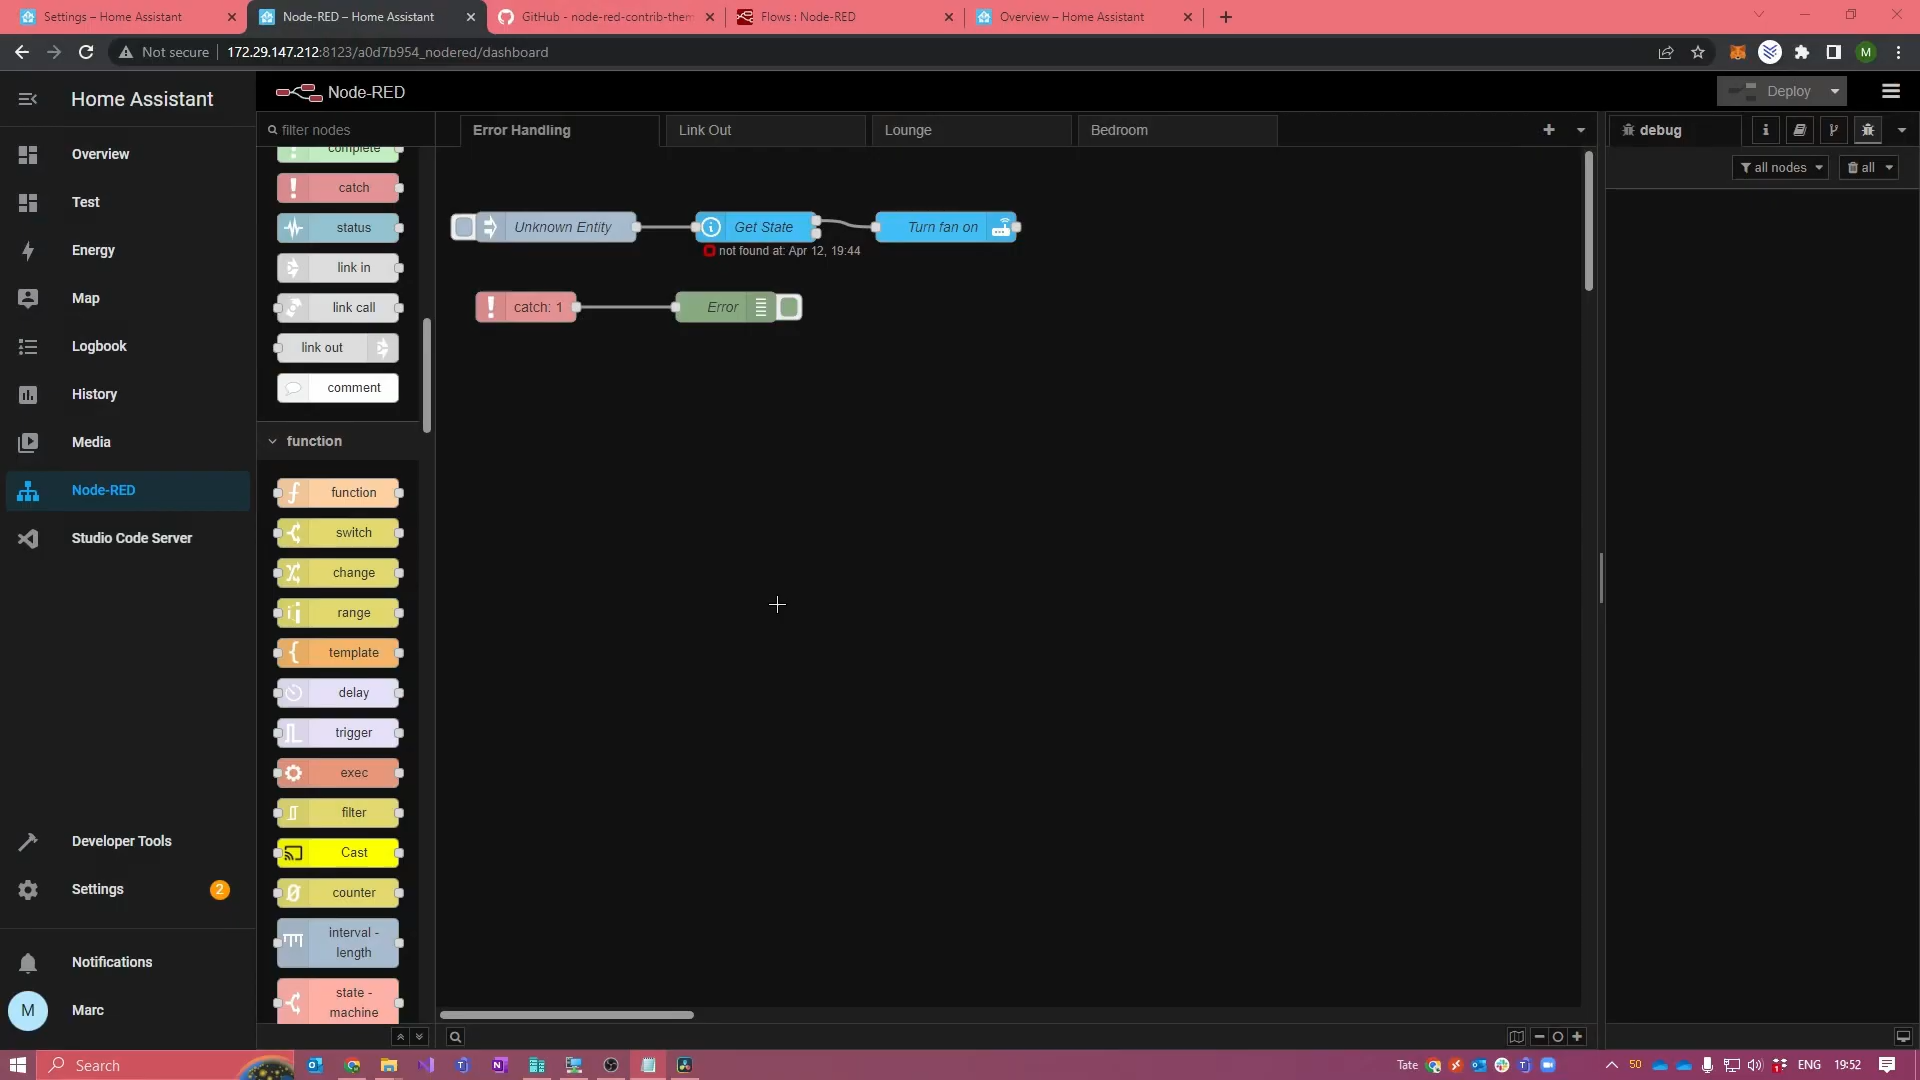 Settings – Home Assistant
Node-RED – Home Assistant
GitHub - node-red-contrib-them
Flows : Node-RED
Overview – Home Assistant
Not secure
172.29.147.212:8123/a0d7b954_nodered/dashboard
M
Home Assistant
Node-RED
Deploy
filter nodes
Error Handling
Link Out
Lounge
Bedroom
debug
all nodes
all
Overview
Test
Energy
Map
Logbook
History
Media
Node-RED
Studio Code Server
Developer Tools
Settings
2
Notifications
M
Marc
complete
catch
status
link in
link call
link out
comment
function
function
switch
change
range
template
delay
trigger
exec
filter
Cast
counter
interval -
length
state -
machine
Unknown Entity
Get State
Turn fan on
not found at: Apr 12, 19:44
catch: 1
Error
Search
Tate
50
ENG
19:52